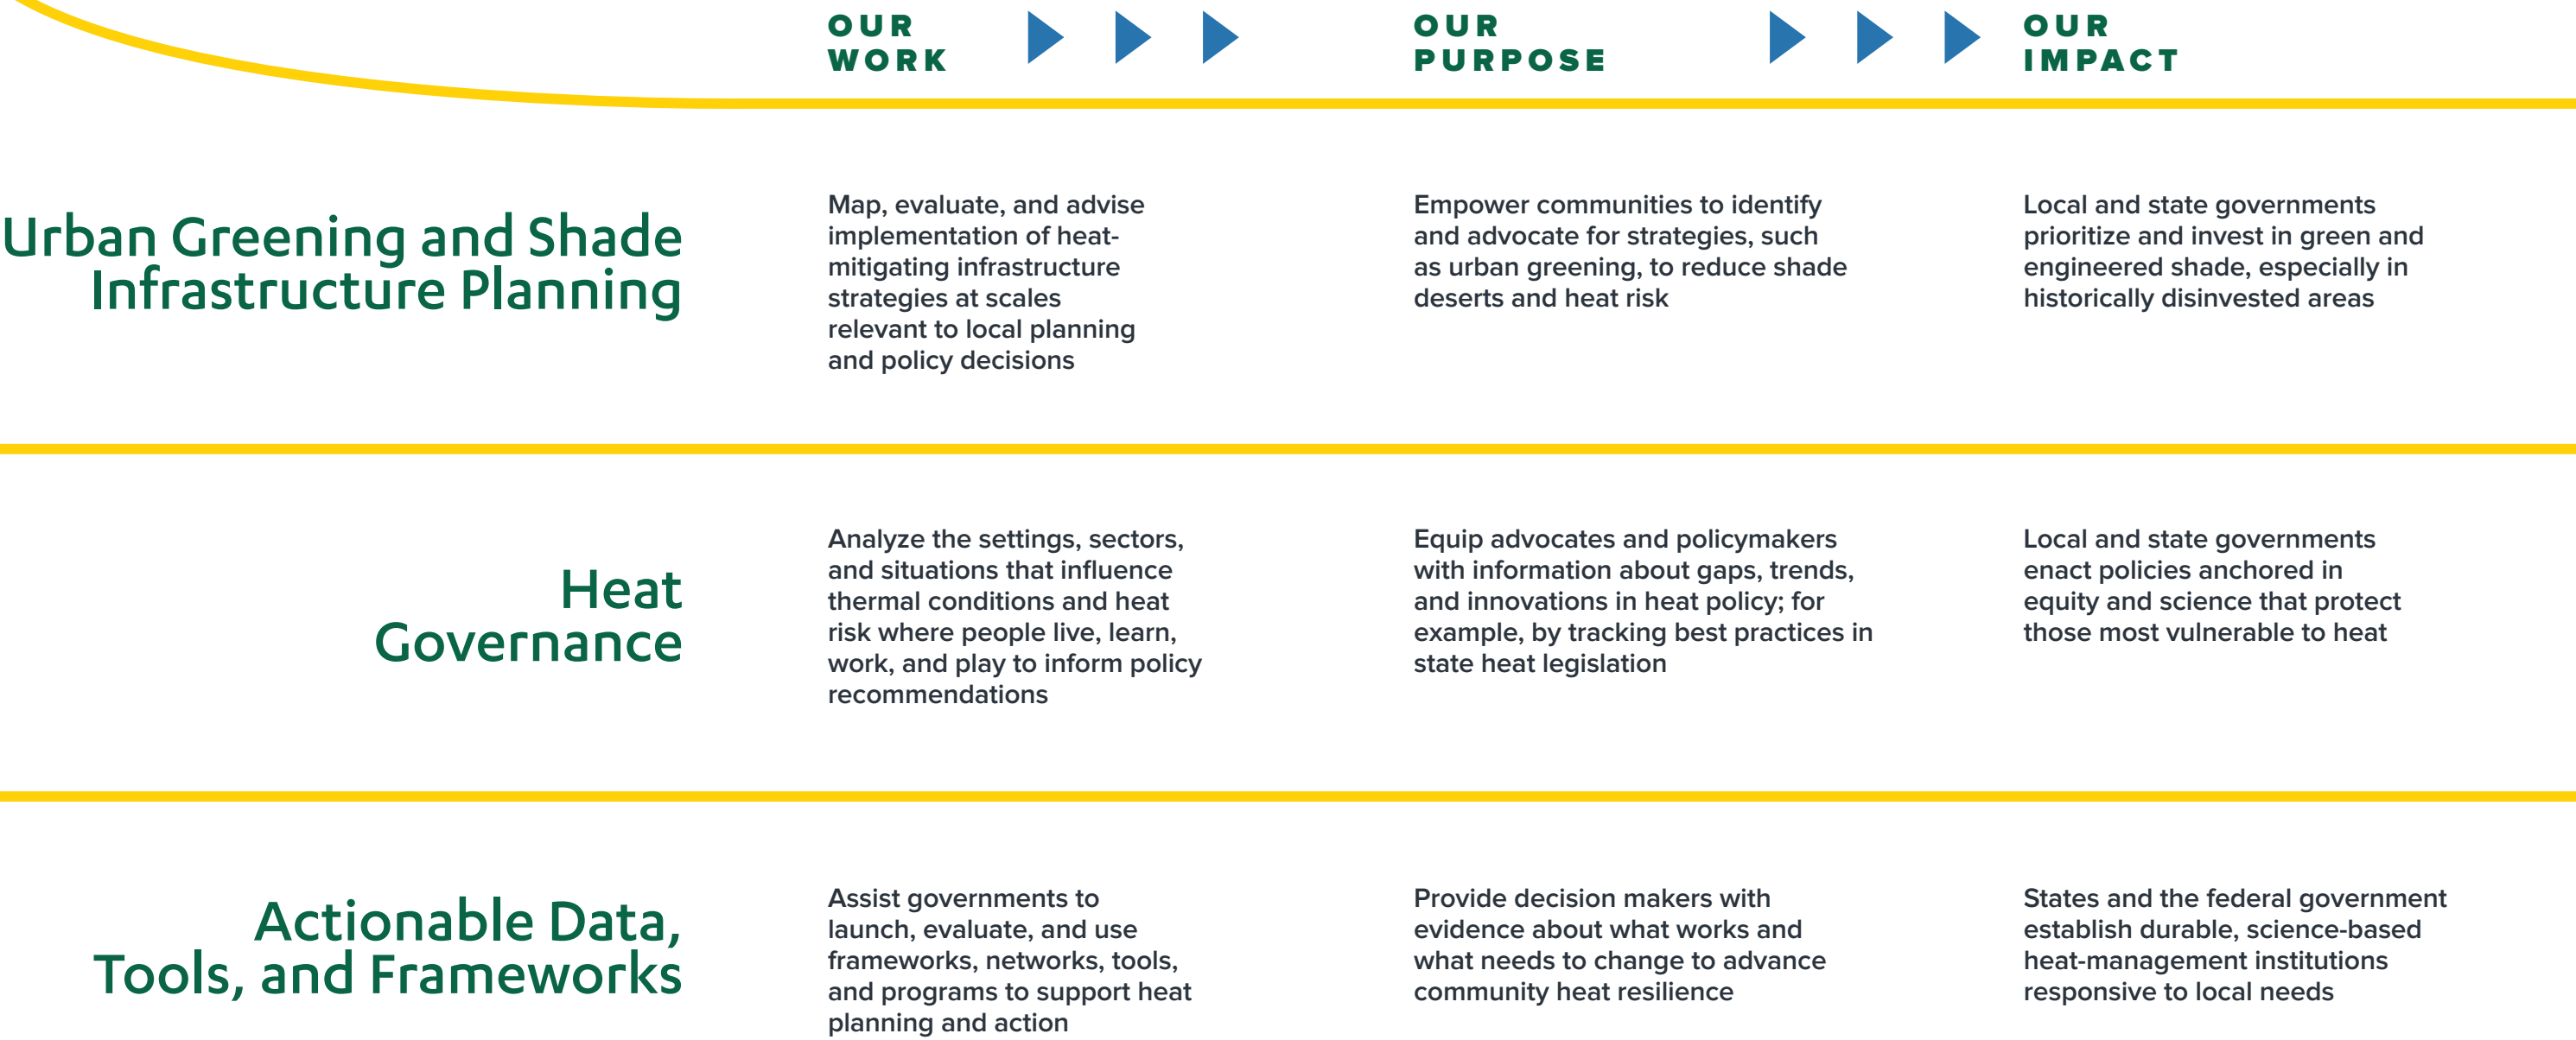 OUR
WORK
OUR
PURPOSE
OUR
IMPACT
Urban Greening and Shade
Infrastructure Planning
Map, evaluate, and advise
implementation of heat-
mitigating infrastructure
strategies at scales
relevant to local planning
and policy decisions
Empower communities to identify
and advocate for strategies, such
as urban greening, to reduce shade
deserts and heat risk
Local and state governments
prioritize and invest in green and
engineered shade, especially in
historically disinvested areas
Heat
Governance
Analyze the settings, sectors,
and situations that influence
thermal conditions and heat
risk where people live, learn,
work, and play to inform policy
recommendations
Equip advocates and policymakers
with information about gaps, trends,
and innovations in heat policy; for
example, by tracking best practices in
state heat legislation
Local and state governments
enact policies anchored in
equity and science that protect
those most vulnerable to heat
Actionable Data,
Tools, and Frameworks
Assist governments to
launch, evaluate, and use
frameworks, networks, tools,
and programs to support heat
planning and action
Provide decision makers with
evidence about what works and
what needs to change to advance
community heat resilience
States and the federal government
establish durable, science-based
heat-management institutions
responsive to local needs